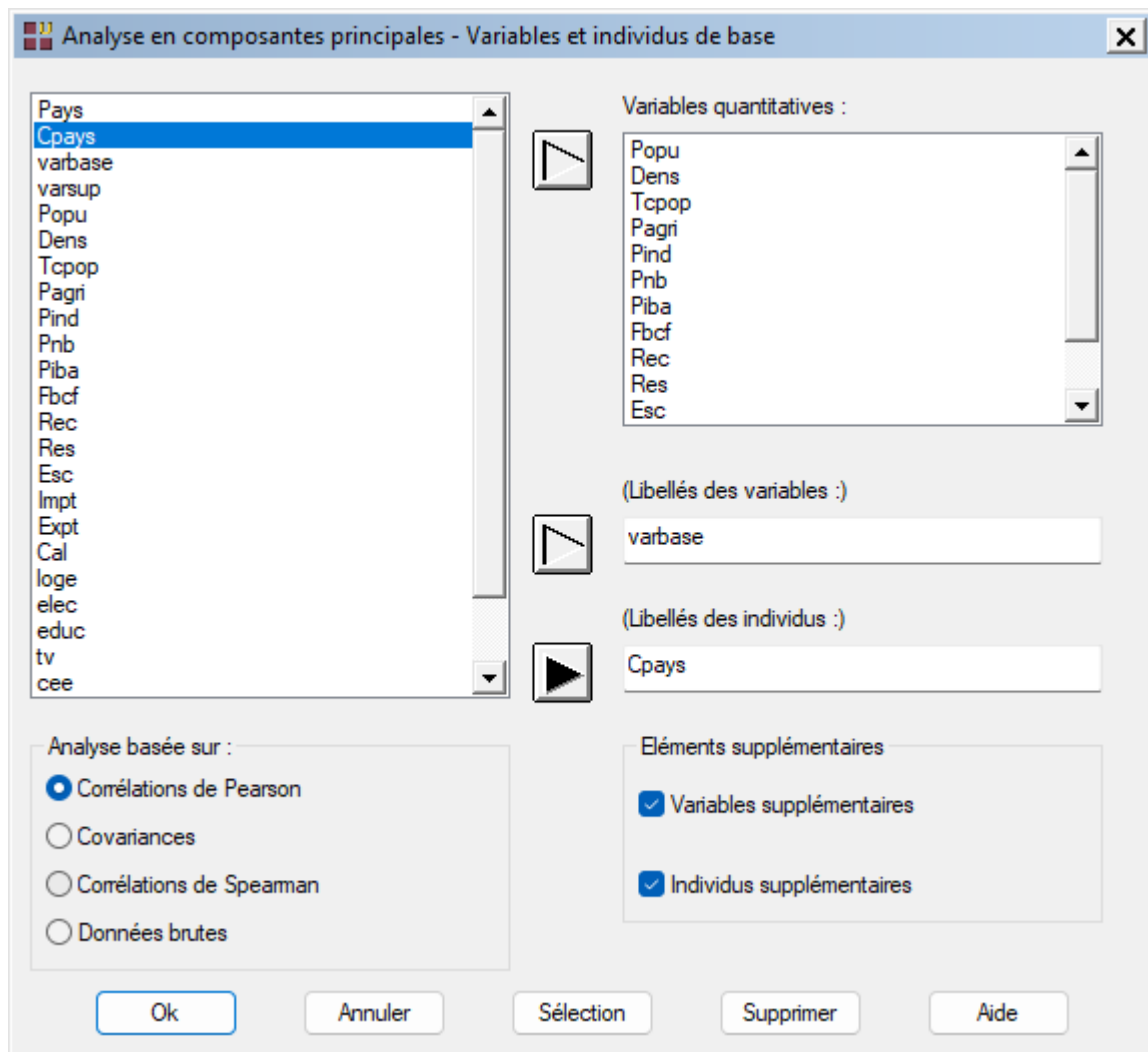 Analyse en composantes principales - Variables et individus de base
Pays
Cpays
varbase
varsup
Popu
Dens
Tcpop
Pagri
Pind
Pnb
Piba
Fbcf
Rec
Res
Esc
Impt
Expt
Cal
loge
elec
educ
tv
cee
Variables quantitatives :
Popu
Dens
Tcpop
Pagri
Pind
Pnb
Piba
Fbcf
Rec
Res
Esc
(Libellés des variables :)
varbase
(Libellés des individus :)
Cpays
Analyse basée sur :
Corrélations de Pearson
Covariances
Corrélations de Spearman
Données brutes
Eléments supplémentaires
Variables supplémentaires
Individus supplémentaires
Ok
Annuler
Sélection
Supprimer
Aide